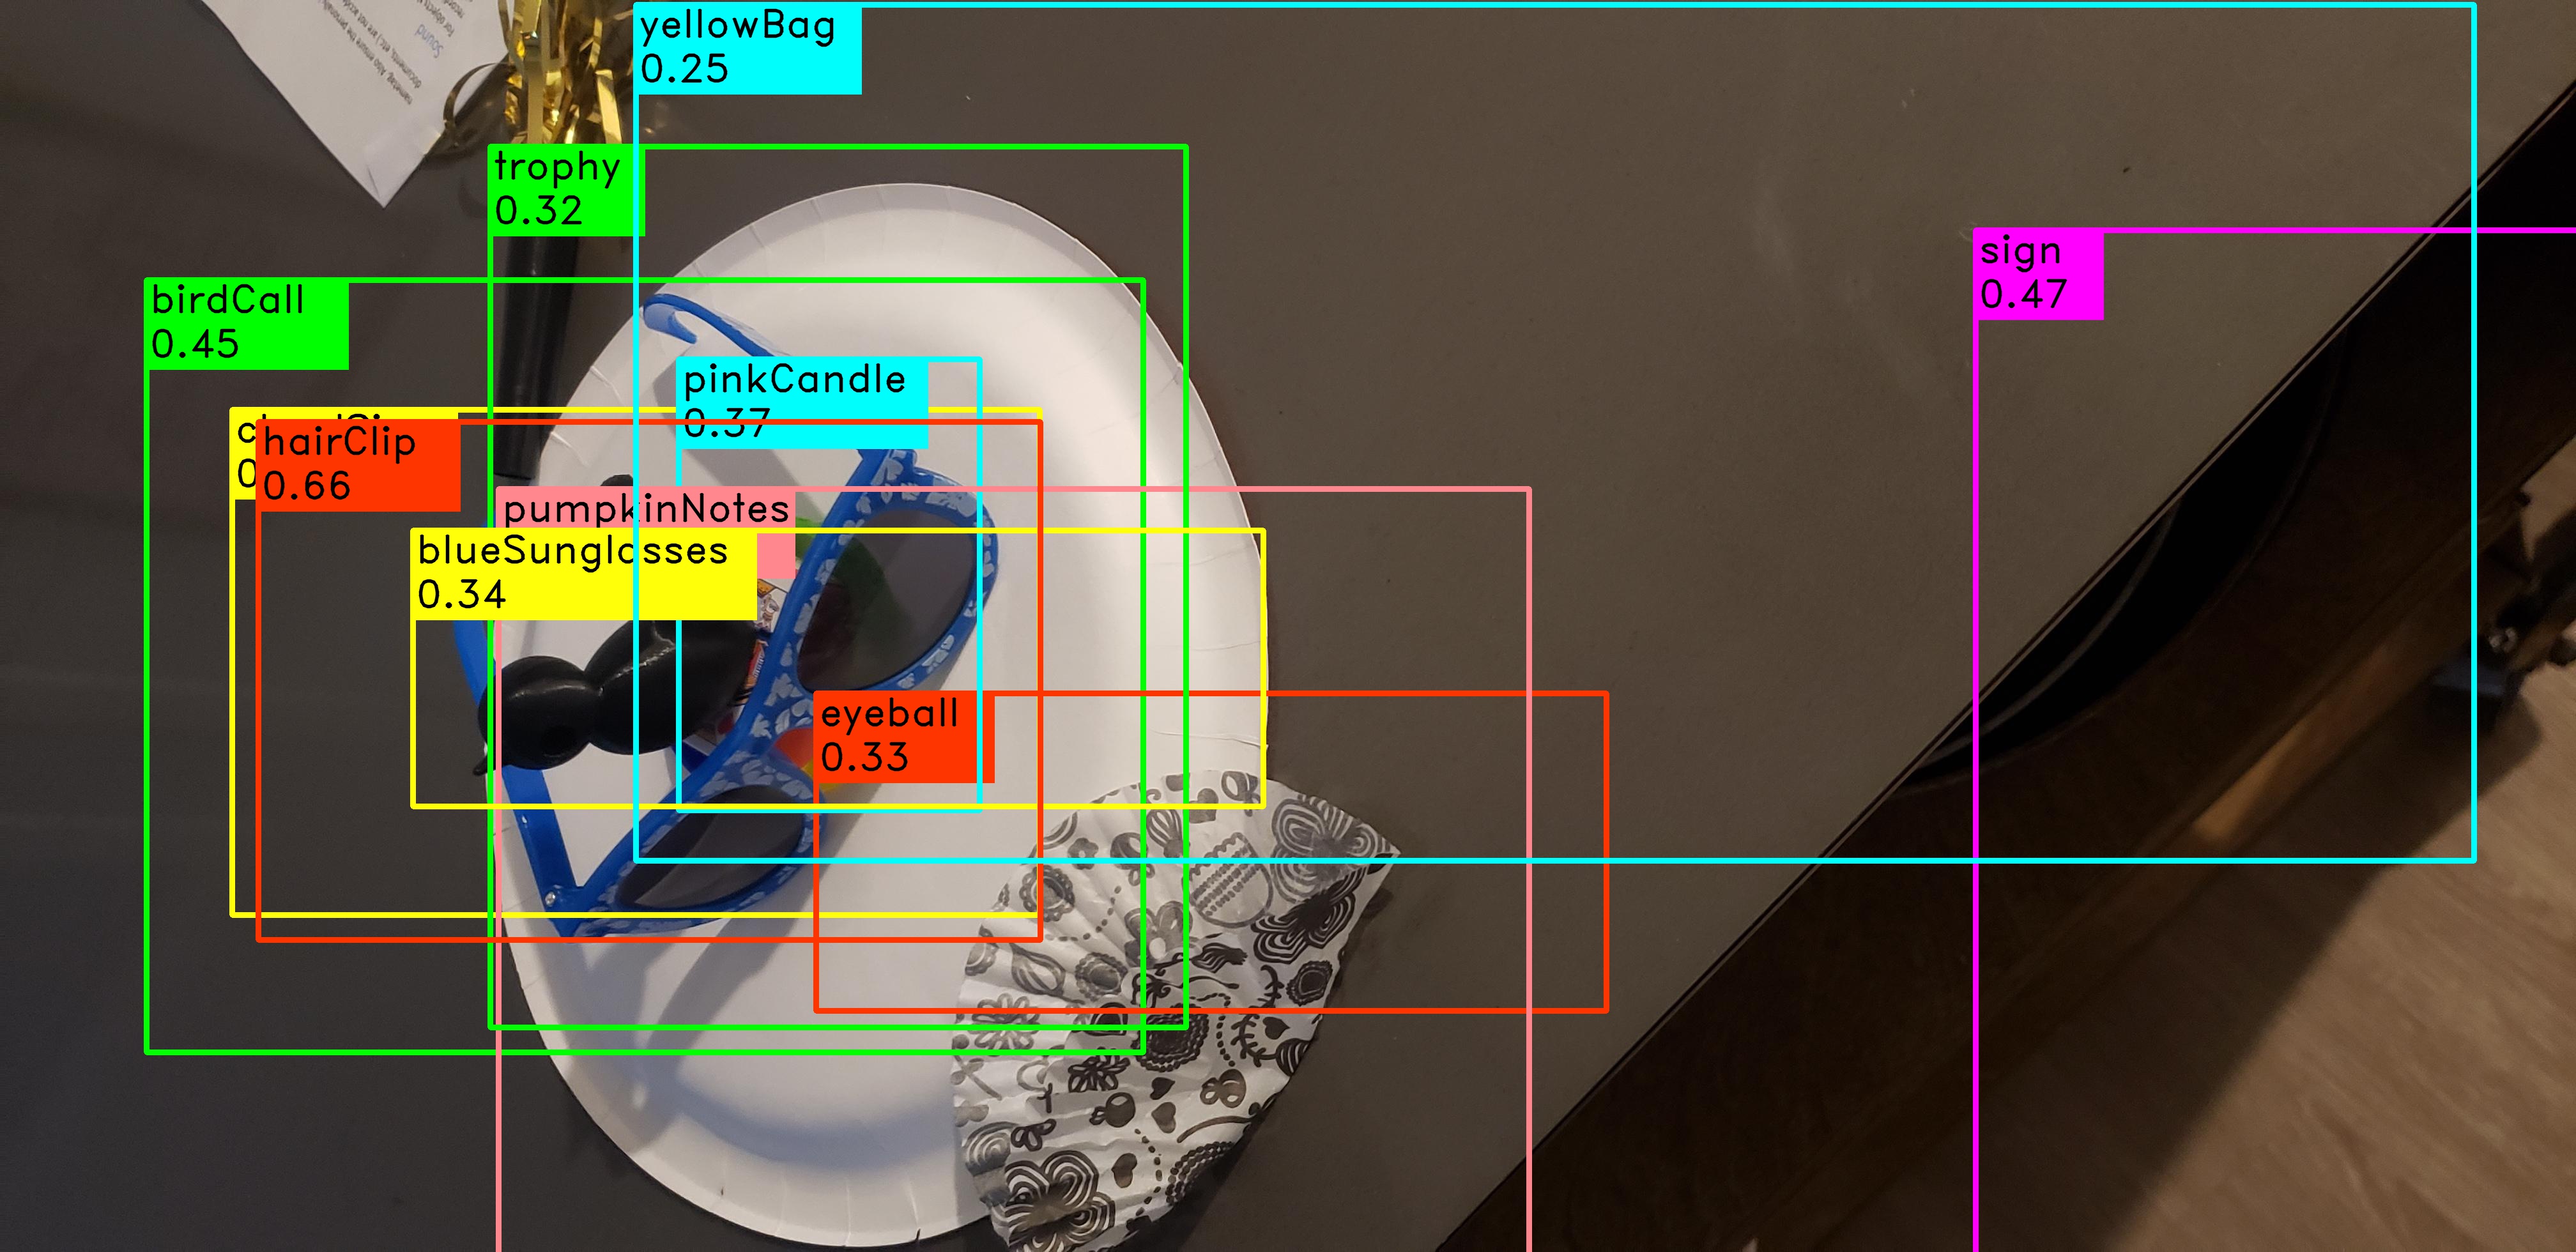 yellowBag
0.25
trophy
0.32
sign
0.47
birdCall
0.45
pinkCandle
0.37
hairClip
0.66
pumpkinNotes
blueSunglasses
0.34
eyeball
0.33
Sound